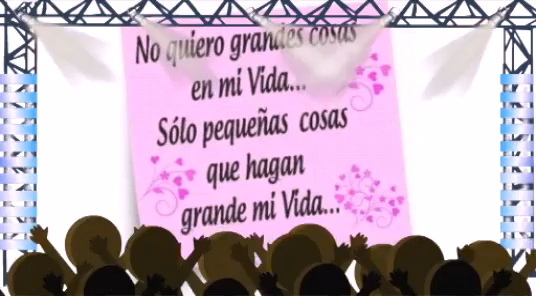 No quiero grandes cosas
en mi Vida...
Sólo pequeñas cosas
que hagan
grande mi Vida...